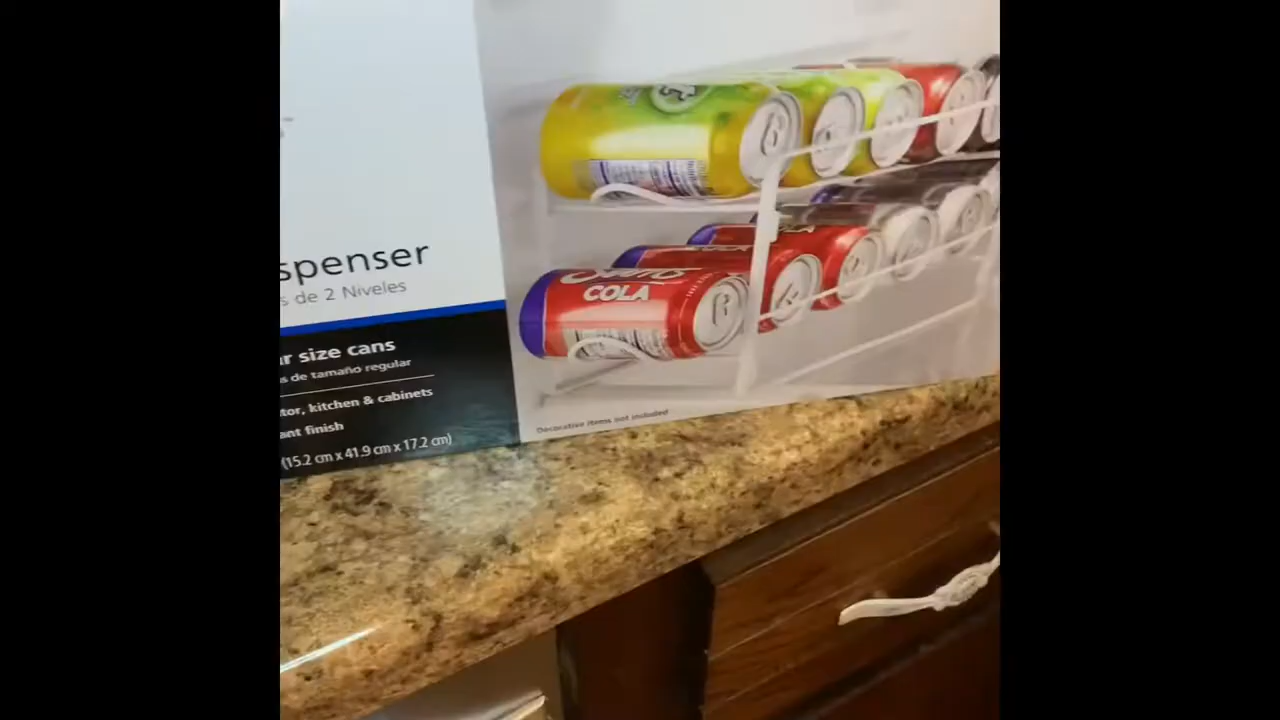 spenser
s de 2 Niveles
r size cans
s de tamaño regular
tor, kitchen & cabinets
ant finish
(15.2 cm x 41.9 cm x 17.2 cm)
COLA
Decorative items not included